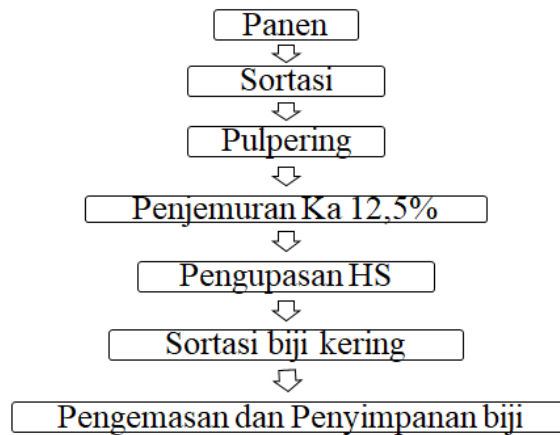 Panen
Sortasi
Pulpering
Penjemuran Ka 12,5%
Pengupasan HS
Sortasi biji kering
Pengemasan dan Penyimpanan biji